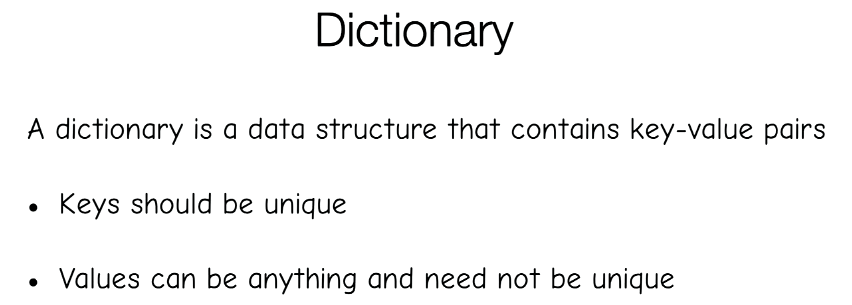 Dictionary
A dictionary is a data structure that contains key-value pairs
• Keys should be unique
• Values can be anything and need not be unique